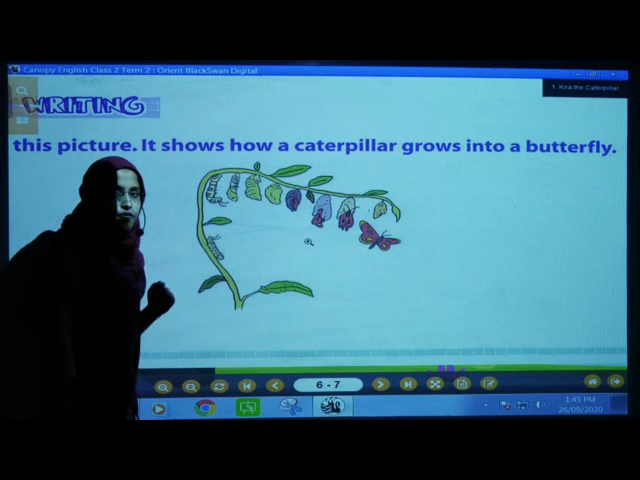 Canopy English Class 2 Term 2 : Orient BlackSwan Digital
1. Kira the Caterpillar
WRITING
this picture. It shows how a caterpillar grows into a butterfly.
6 - 7
1:45 PM
26/09/2020